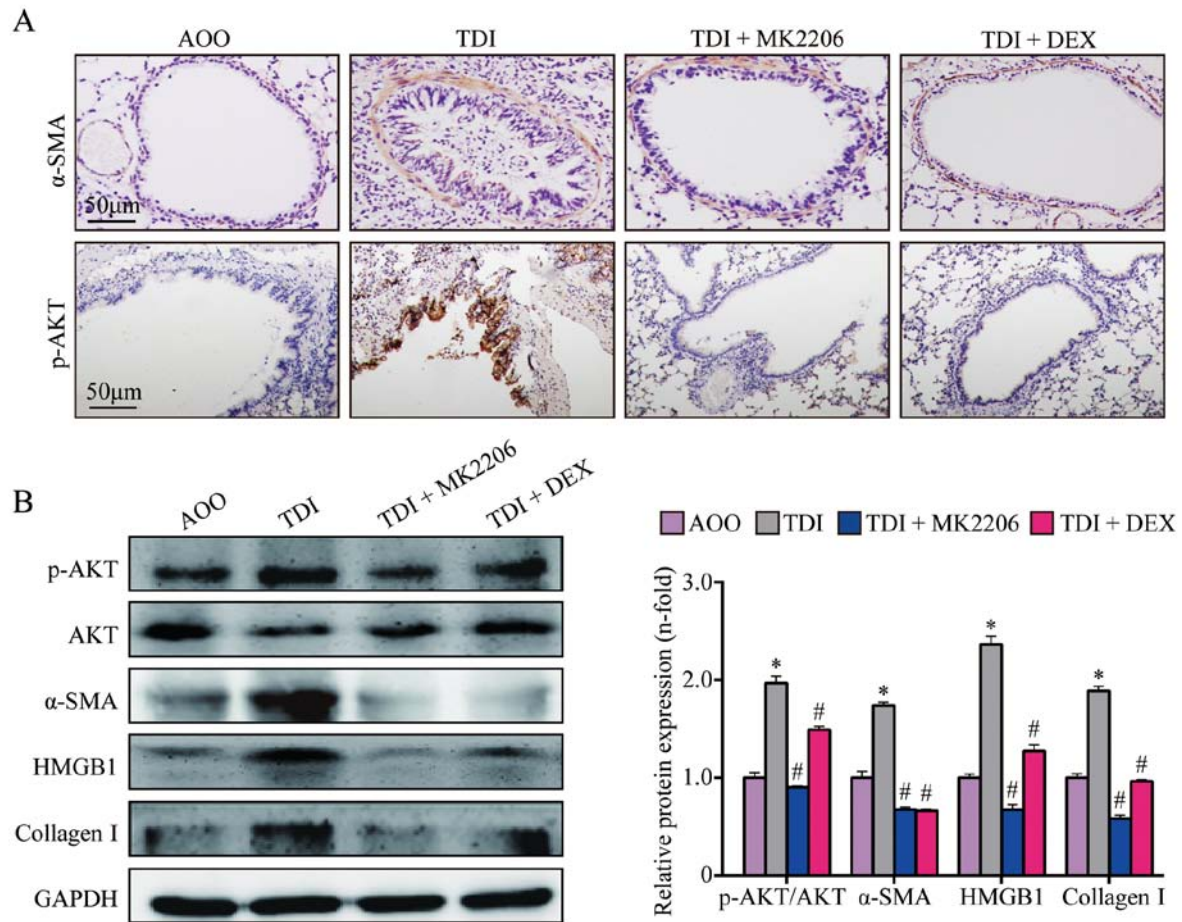 A
AOO TDI TDI + MK2206 TDI + DEX
α-SMA
50μm
p-AKT
50μm
B
AOO TDI TDI + MK2206 TDI + DEX
p-AKT
AKT
α-SMA
HMGB1
Collagen I
GAPDH
AOO TDI TDI + MK2206 TDI + DEX
Relative protein expression (n-fold)
3.0
2.0
1.0
0
* # #
* # #
* # #
* # #
p-AKT/AKT α-SMA HMGB1 Collagen I